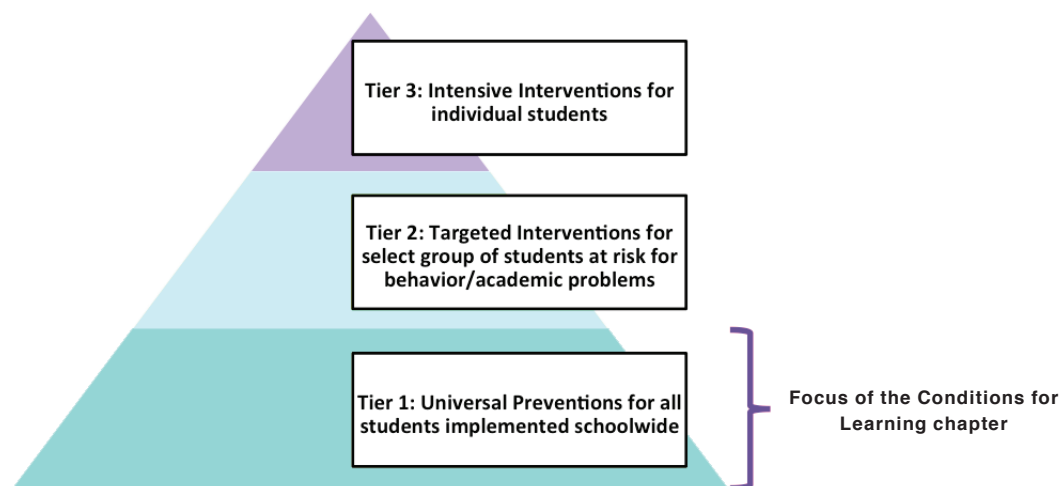 Tier 3: Intensive Interventions for
individual students
Tier 2: Targeted Interventions for
select group of students at risk for
behavior/academic problems
Tier 1: Universal Preventions for all
students implemented schoolwide
Focus of the Conditions for
Learning chapter